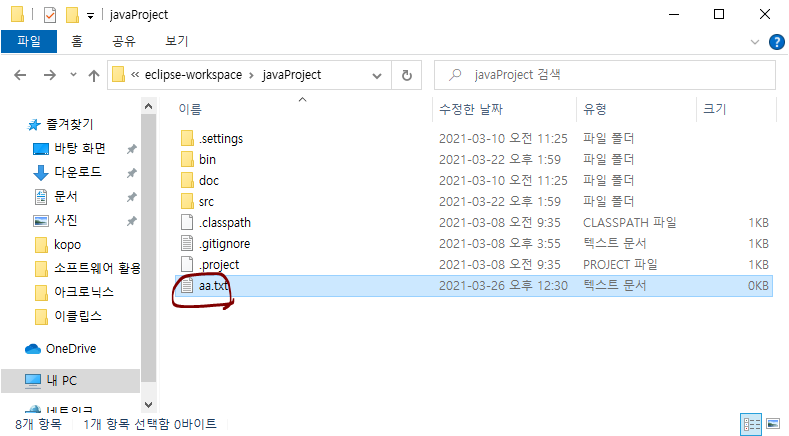 javaProject
파일 홈 공유 보기
« eclipse-workspace › javaProject javaProject 검색
이름 수정한 날짜 유형 크기
즐겨찾기
바탕 화면
다운로드
문서
사진
kopo
소프트웨어 활용
아크로닉스
이클립스
OneDrive
내 PC
네트워크
.settings 2021-03-10 오전 11:25 파일 폴더
bin 2021-03-22 오후 1:59 파일 폴더
doc 2021-03-10 오전 11:25 파일 폴더
src 2021-03-22 오후 1:59 파일 폴더
.classpath 2021-03-08 오전 9:35 CLASSPATH 파일 1KB
.gitignore 2021-03-08 오후 3:55 텍스트 문서 1KB
.project 2021-03-08 오전 9:35 PROJECT 파일 1KB
aa.txt 2021-03-26 오후 12:30 텍스트 문서 0KB
8개 항목 1개 항목 선택함 0바이트